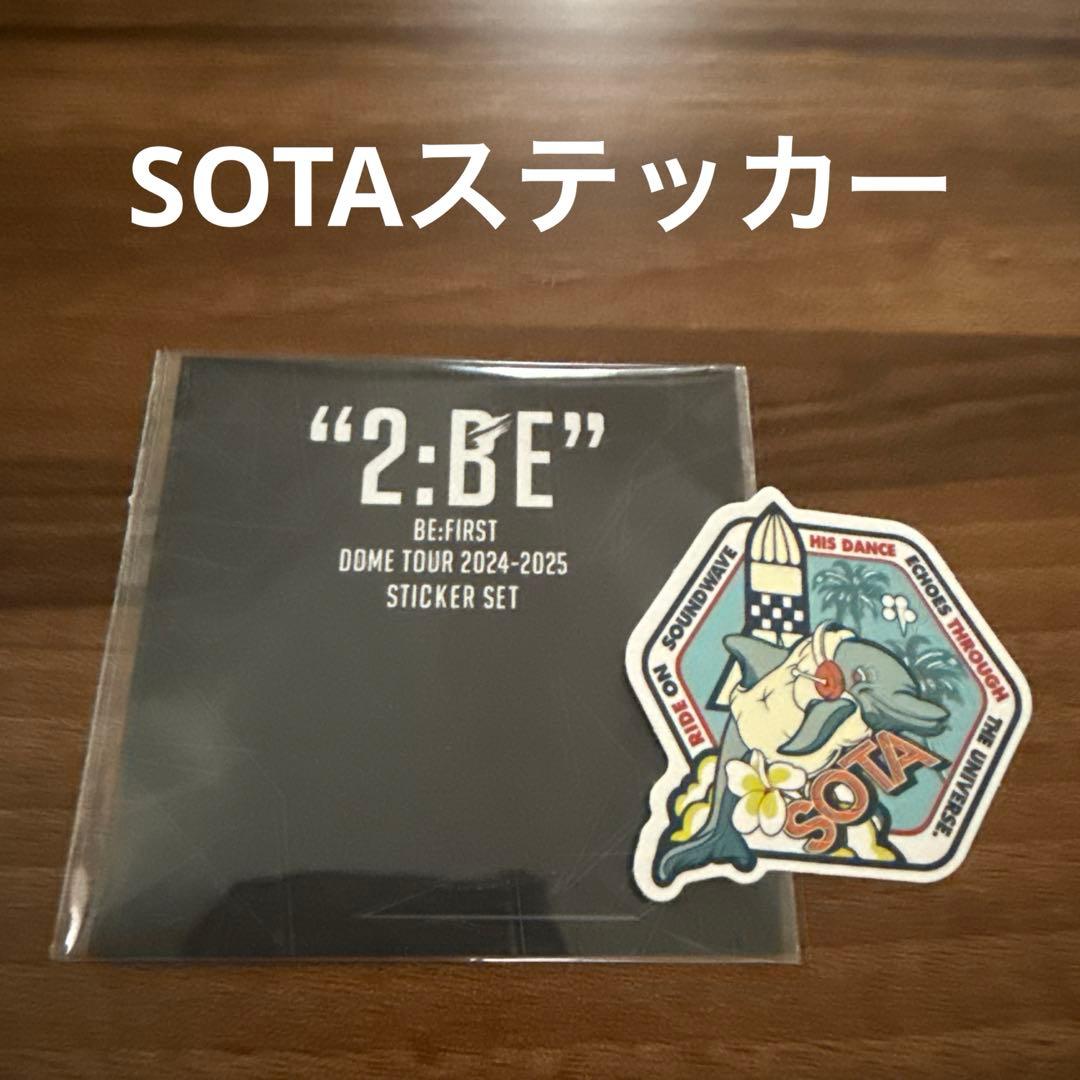 SOTAステッカー
“2:BE”
BE:FIRST
DOME TOUR 2024-2025
STICKER SET
RIDE ON SOUNDWAVE
HIS DANCE
ECHOES THROUGH
THE UNIVERSE.
SOTA